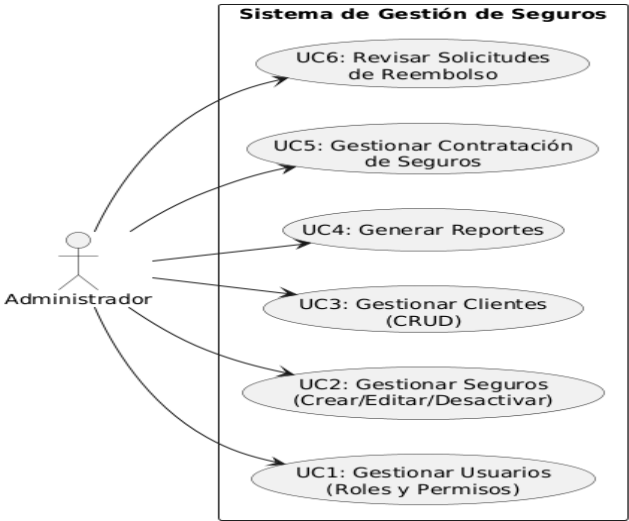 Sistema de Gestión de Seguros
UC6: Revisar Solicitudes
de Reembolso
UC5: Gestionar Contratación
de Seguros
UC4: Generar Reportes
Administrador
UC3: Gestionar Clientes
(CRUD)
UC2: Gestionar Seguros
(Crear/Editar/Desactivar)
UC1: Gestionar Usuarios
(Roles y Permisos)